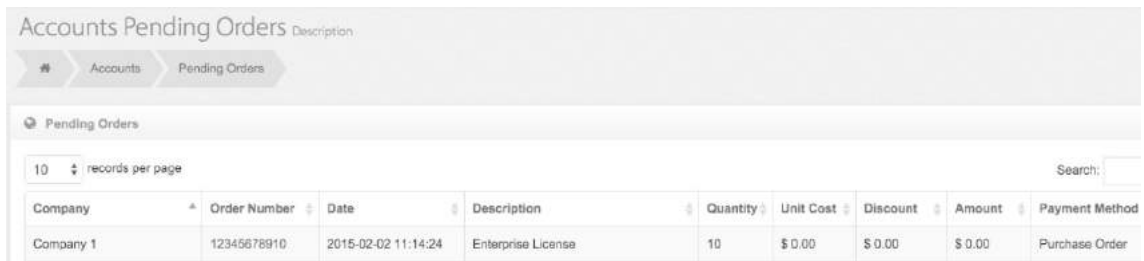 Accounts Pending Orders Description
Accounts Pending Orders
Pending Orders
10 records per page Search:
Company Order Number Date Description Quantity Unit Cost Discount Amount Payment Method
Company 1 12345678910 2015-02-02 11:14:24 Enterprise License 10 $ 0.00 $ 0.00 $ 0.00 Purchase Order